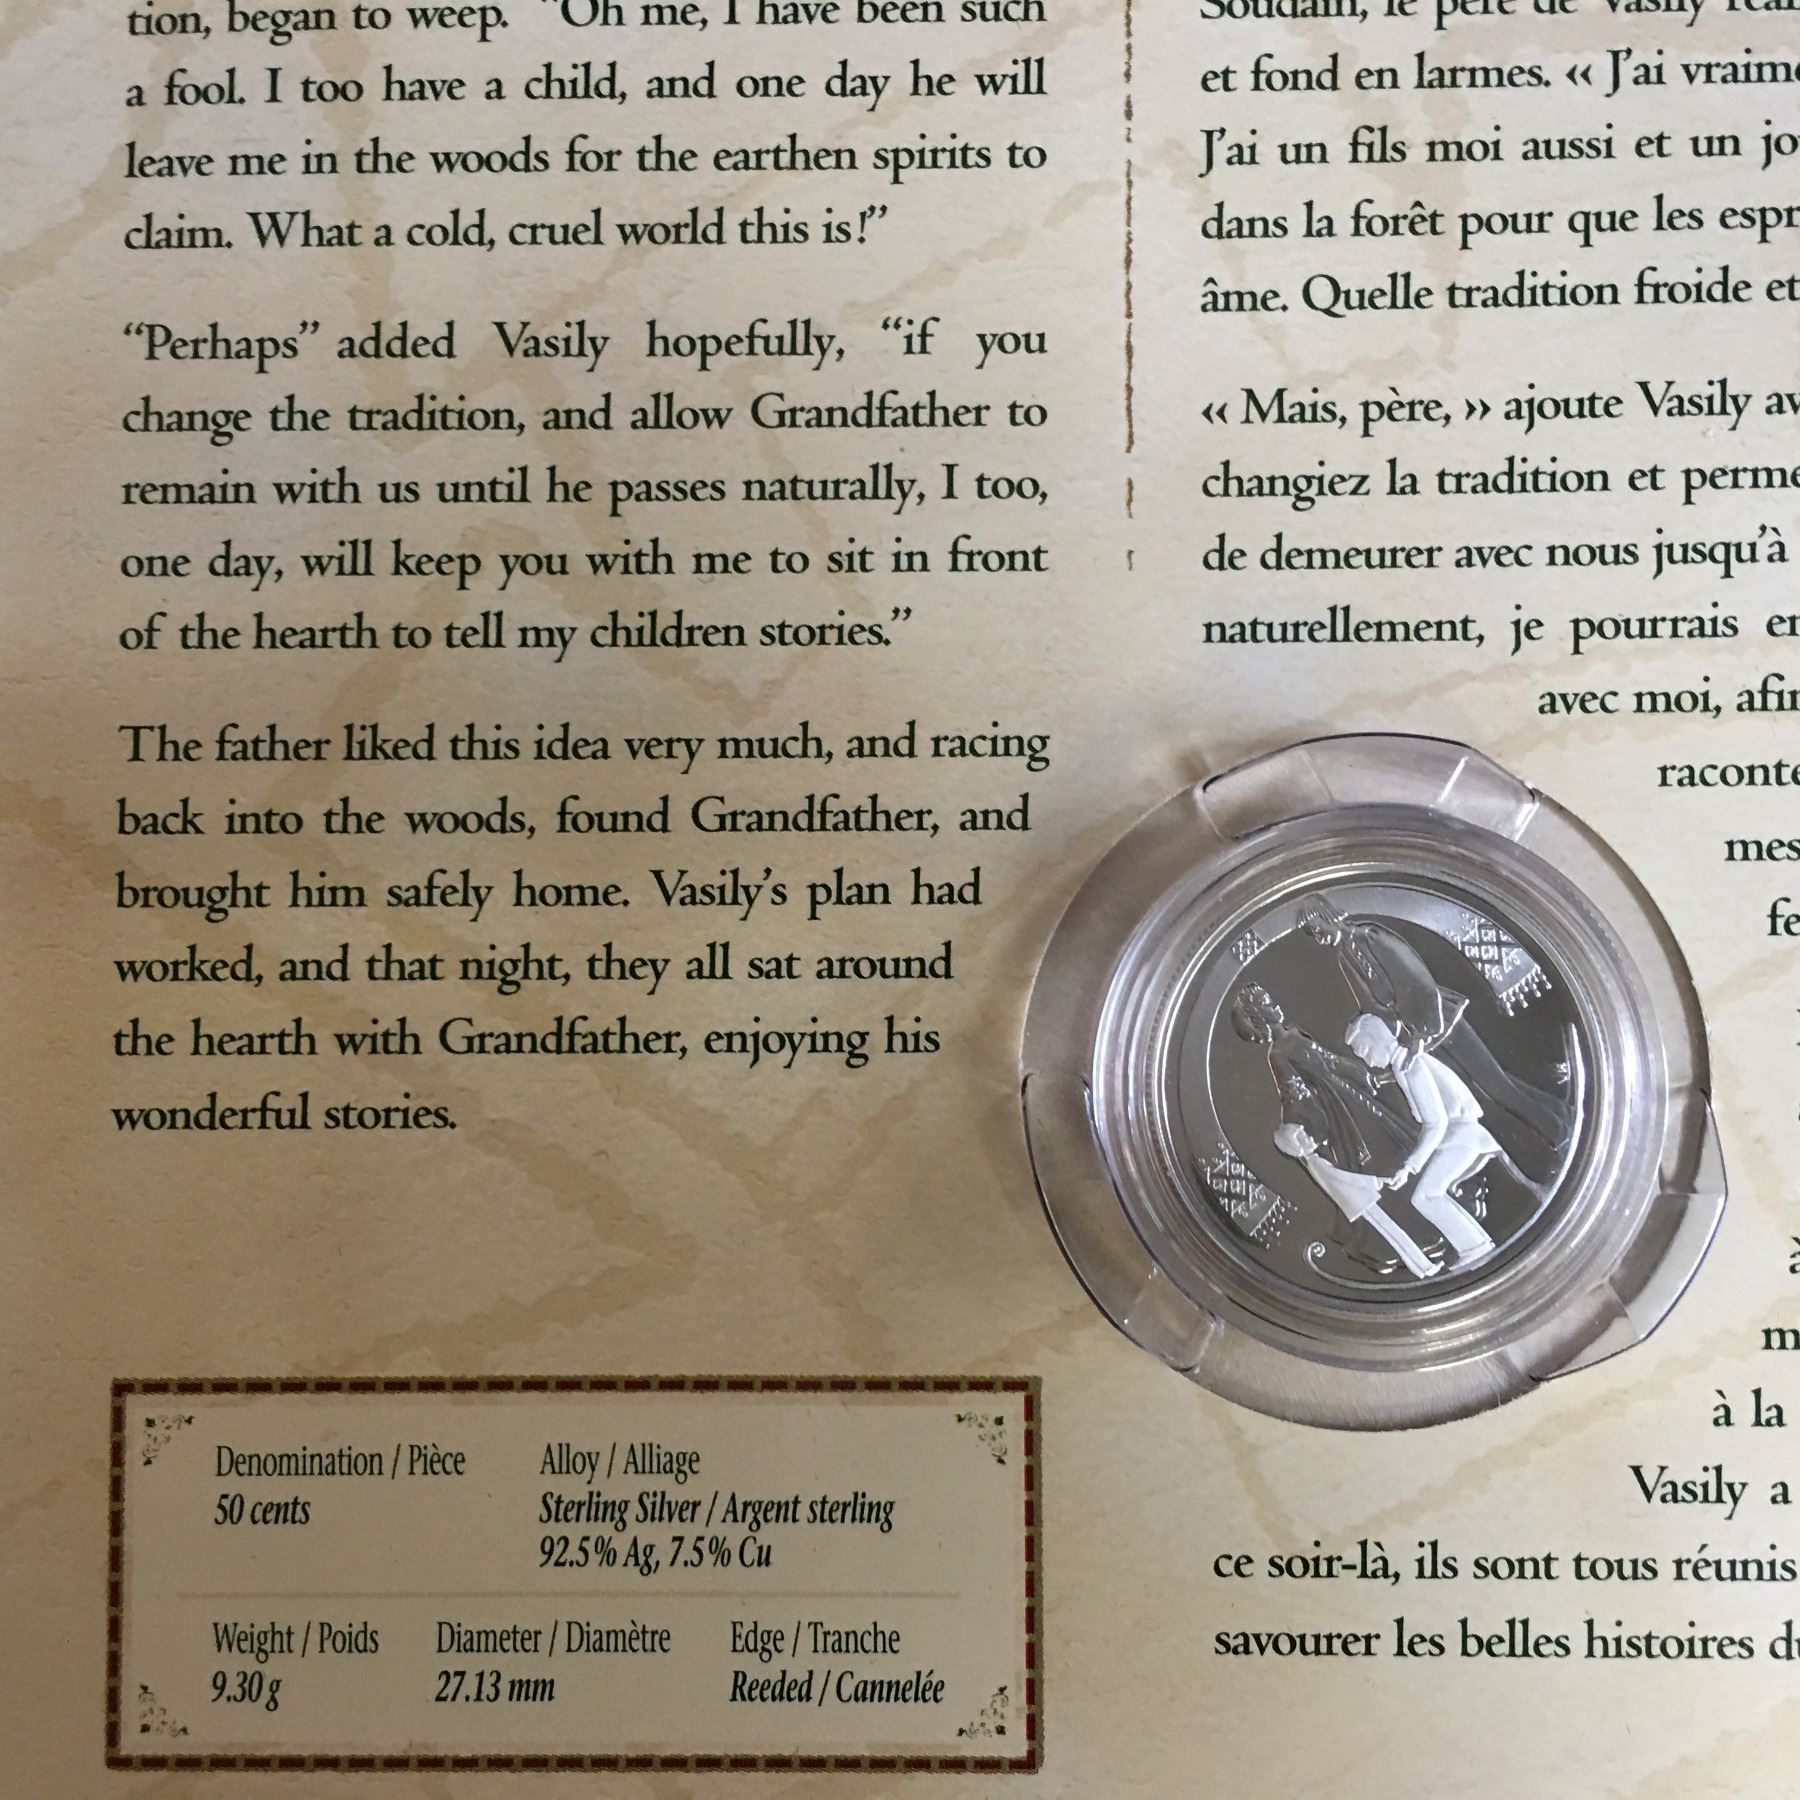 tion, began to weep. "Oh me, I have been such
a fool. I too have a child, and one day he will
leave me in the woods for the earthen spirits to
claim. What a cold, cruel world this is!”
“Perhaps” added Vasily hopefully, “if you
change the tradition, and allow Grandfather to
remain with us until he passes naturally, I too,
one day, will keep you with me to sit in front
of the hearth to tell my children stories.”
The father liked this idea very much, and racing
back into the woods, found Grandfather, and
brought him safely home. Vasily’s plan had
worked, and that night, they all sat around
the hearth with Grandfather, enjoying his
wonderful stories.
Denomination / Pièce
50 cents
Alloy / Alliage
Sterling Silver / Argent sterling
92.5% Ag, 7.5% Cu
Weight / Poids
9.30 g
Diameter / Diamètre
27.13 mm
Edge / Tranche
Reeded / Cannelée
Soudain, le père de Vasily
et fond en larmes. « J’ai
J’ai un fils moi aussi et un
dans la forêt pour que les
âme. Quelle tradition froide et
« Mais, père, » ajoute Vasily
changiez la tradition et
de demeurer avec nous jusqu’à
naturellement, je pourrais
avec moi,
mes
à la
Vasily a
ce soir-là, ils sont tous réunis
savourer les belles histoires